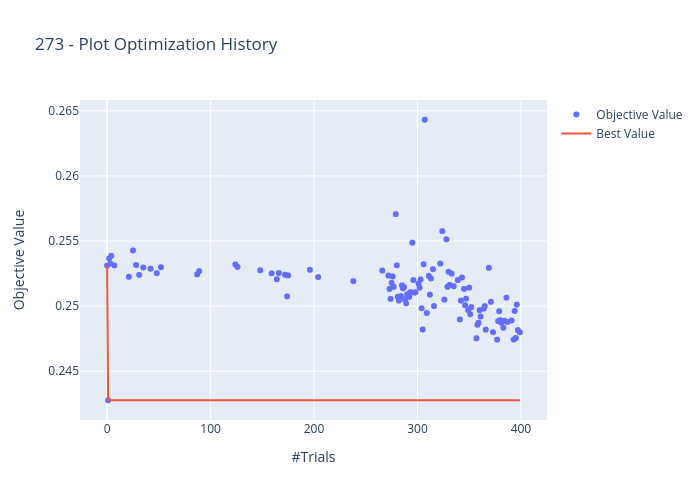 273 - Plot Optimization History
Objective Value
Best Value
0.265
0.26
0.255
0.25
0.245
Objective Value
0
100
200
300
400
#Trials